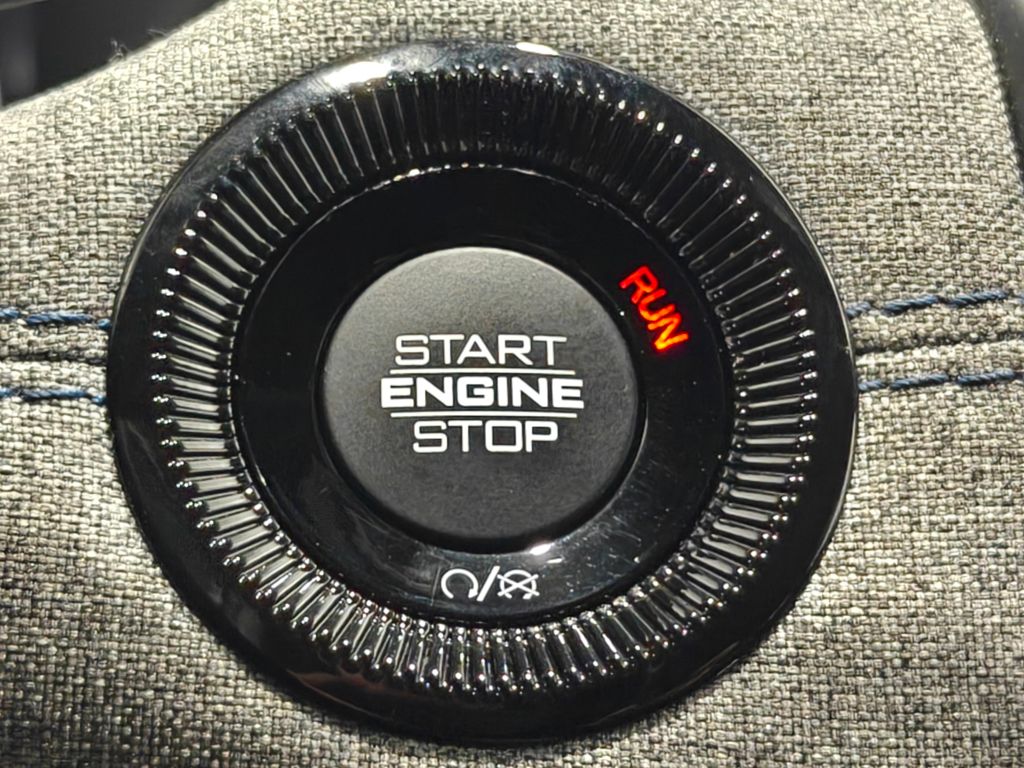 RUN
START
ENGINE
STOP
/